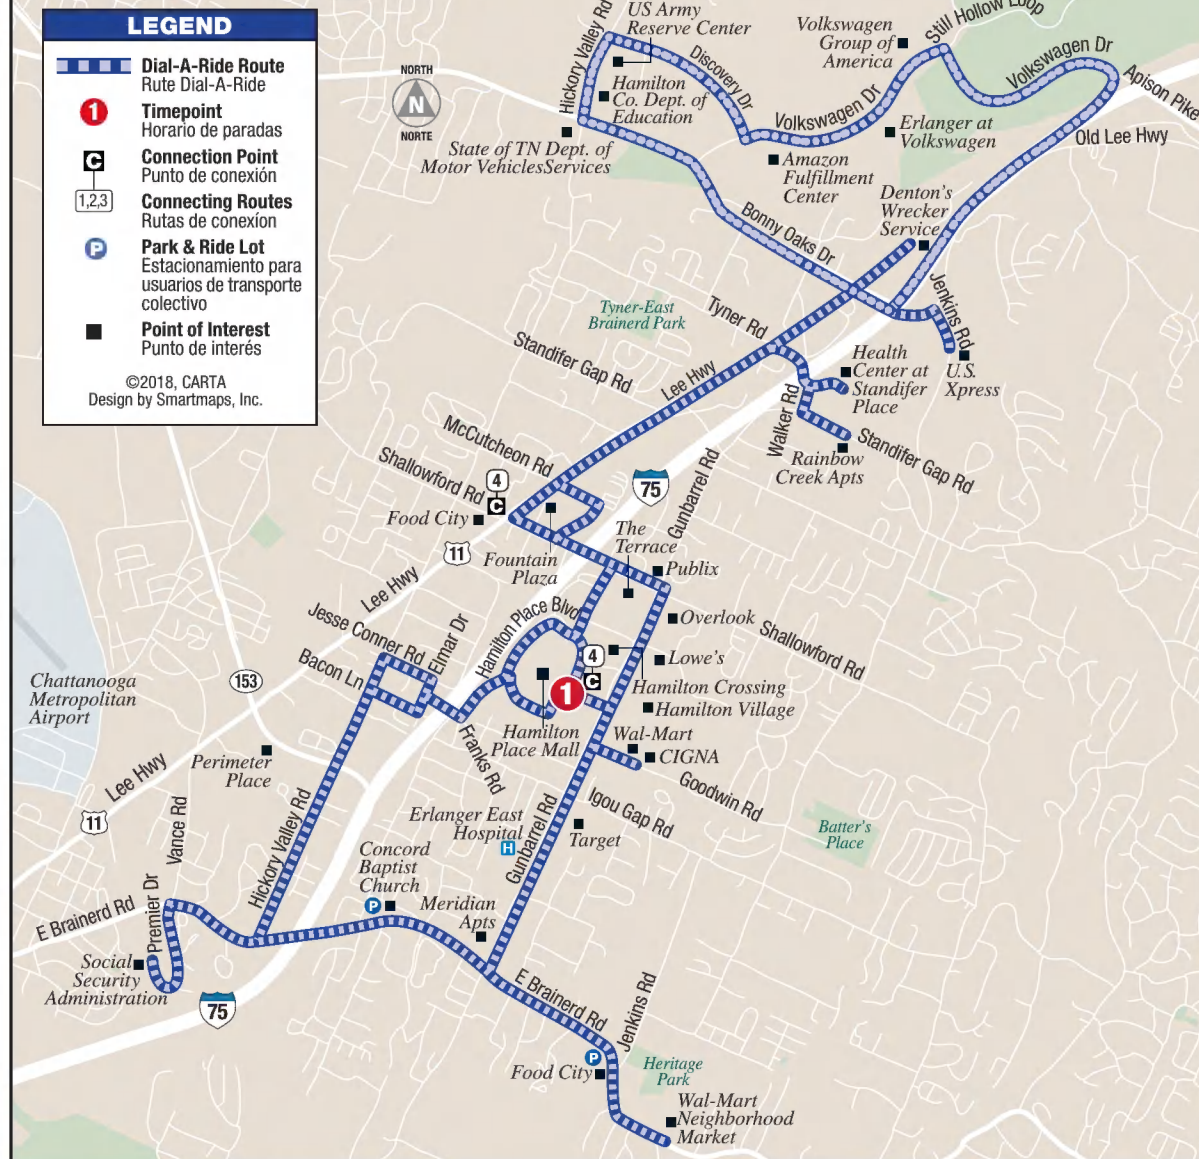 LEGEND
Dial-A-Ride Route
Rute Dial-A-Ride
1
Timepoint
Horario de paradas
C
Connection Point
Punto de conexión
1,2,3
Connecting Routes
Rutas de conexíon
P
Park & Ride Lot
Estacionamiento para
usuarios de transporte
colectivo
Point of Interest
Punto de interés
©2018, CARTA
Design by Smartmaps, Inc.
NORTH
N
NORTE
Hickory Valley Rd
US Army
Reserve Center
Hamilton
Co. Dept. of
Education
Discovery Dr
Volkswagen
Group of
America
Still Hollow Loop
Volkswagen Dr
Apison Pike
Old Lee Hwy
State of TN Dept. of
Motor VehiclesServices
Volkswagen Dr
Erlanger at
Volkswagen
Amazon
Fulfillment
Center
Denton's
Wrecker
Service
Bonny Oaks Dr
Jenkins Rd
U.S.
Xpress
Tyner-East
Brainerd Park
Tyner Rd
Standifer Gap Rd
Lee Hwy
Health
Center at
Standifer
Place
Walker Rd
Standifer Gap Rd
Rainbow
Creek Apts
McCutcheon Rd
Shallowford Rd
4
C
Food City
75
Gunbarrel Rd
11
Fountain
Plaza
The
Terrace
Publix
Lee Hwy
Overlook
Shallowford Rd
Jesse Conner Rd
Elmar Dr
Hamilton Place Blvd
Bacon Ln
4
C
1
Lowe's
Hamilton Crossing
Hamilton Village
Chattanooga
Metropolitan
Airport
153
Hamilton
Place Mall
Wal-Mart
CIGNA
Franks Rd
Goodwin Rd
Perimeter
Place
Lee Hwy
11
Vance Rd
Hickory Valley Rd
Erlanger East
Hospital
H
Gunbarrel Rd
Igou Gap Rd
Target
Batter's
Place
Concord
Baptist
Church
P
Meridian
Apts
E Brainerd Rd
Premier Dr
Social
Security
Administration
75
E Brainerd Rd
Jenkins Rd
P
Food City
Heritage
Park
Wal-Mart
Neighborhood
Market